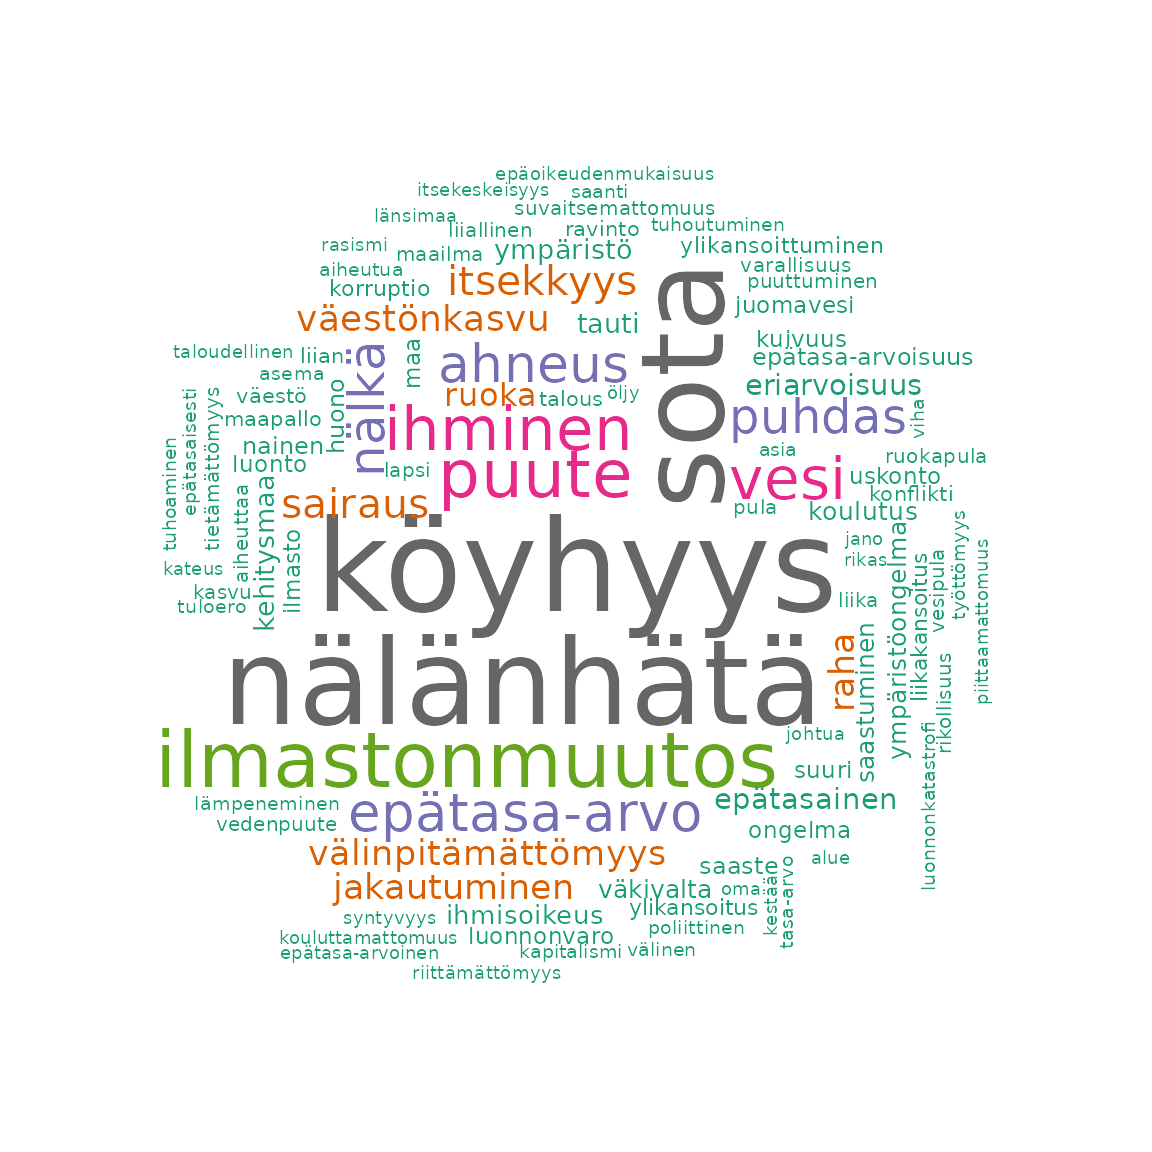 epäoikeudenmukaisuus
itsekeskeisyys
saanti
suvaitsemattomuus
länsimaa
liiallinen
ravinto
tuhoutuminen
rasismi
maailma
ympäristö
ylikansoittuminen
aiheutua
itsekkyys
varallisuus
korruptio
puuttuminen
väestönkasvu
tauti
sota
juomavesi
taloudellinen
liian
nälkä
maa
ahneus
kuivuus
epätasa-arvoisuus
asema
huono
ruoka
talous
öljy
eriarvoisuus
väestö
maapallo
ihminen
puhdas
viha
epätasaisesti
tietämättömyys
nainen
luonto
lapsi
puute
asia
vesi
ruokapula
uskonto
konflikti
tuhoaminen
aiheuttaa
kehitysmaa
sairaus
pula
koulutus
kateus
kasvu
tuloero
ilmasto
köyhyys
jano
rikas
liika
ympäristöongelma
liikakansoitus
vesipula
työttömyys
piittaamattomuus
nälänhätä
raha
saastuminen
rikollisuus
ilmastonmuutos
johtua
suuri
luonnonkatastrofi
lämpeneminen
vedenpuute
epätasa-arvo
epätasainen
ongelma
välinpitämättömyys
saaste
alue
jakautuminen
väkivalta
oma
kestää
tasa-arvo
syntyvyys
ihmisoikeus
ylikansoitus
poliittinen
kouluttamattomuus
luonnonvaro
epätasa-arvoinen
kapitalismi
välinen
riittämättömyys